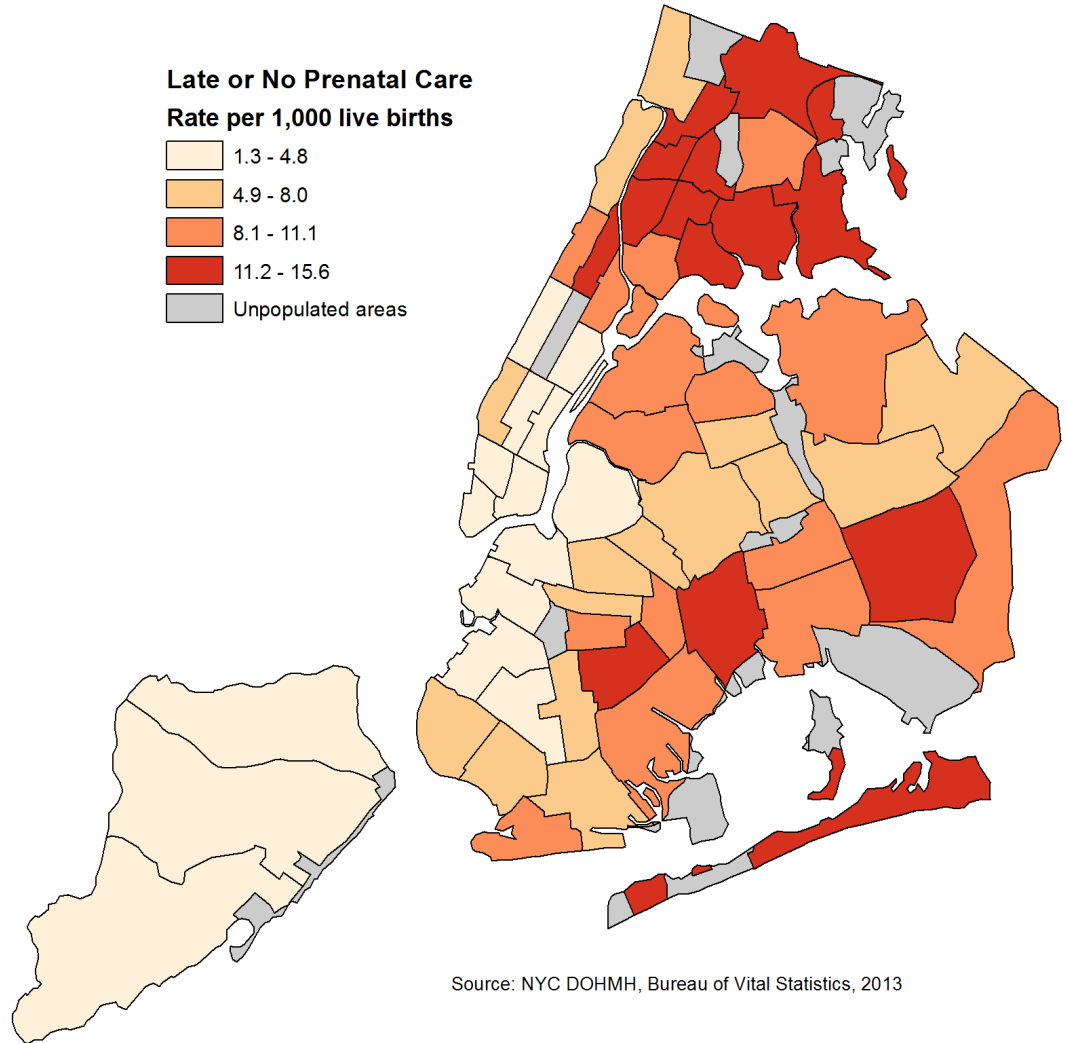 Late or No Prenatal Care
Rate per 1,000 live births
1.3 - 4.8
4.9 - 8.0
8.1 - 11.1
11.2 - 15.6
Unpopulated areas
Source: NYC DOHMH, Bureau of Vital Statistics, 2013